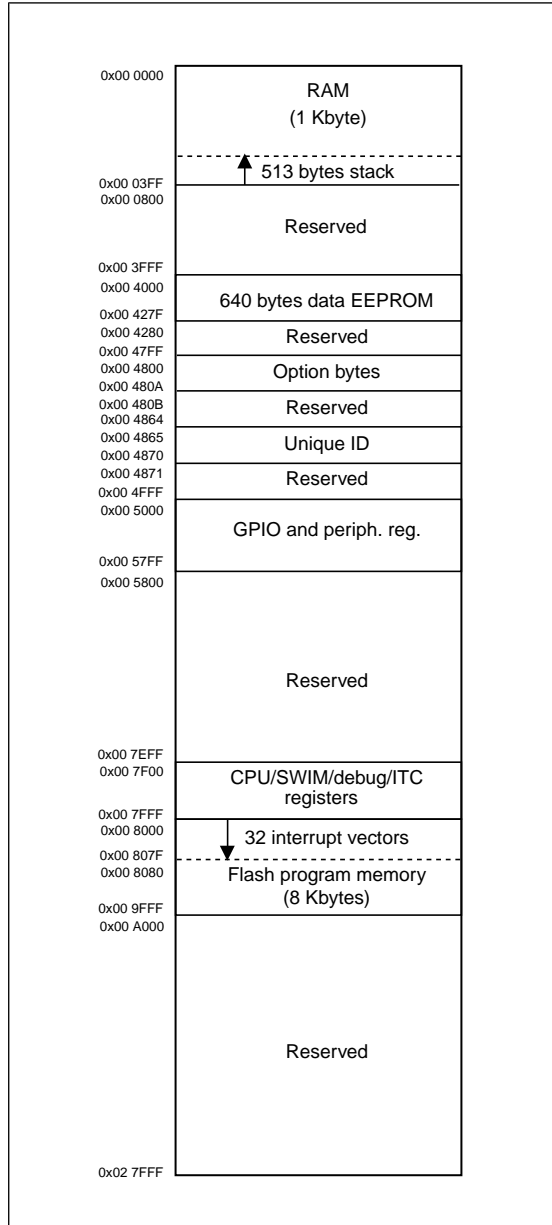 0x00 0000
RAM
(1 Kbyte)
513 bytes stack
0x00 03FF
0x00 0800
Reserved
0x00 3FFF
0x00 4000
640 bytes data EEPROM
0x00 427F
0x00 4280
Reserved
0x00 47FF
0x00 4800
Option bytes
0x00 480A
0x00 480B
Reserved
0x00 4864
0x00 4865
Unique ID
0x00 4870
0x00 4871
Reserved
0x00 4FFF
0x00 5000
GPIO and periph. reg.
0x00 57FF
0x00 5800
Reserved
0x00 7EFF
0x00 7F00
CPU/SWIM/debug/ITC
registers
0x00 7FFF
0x00 8000
32 interrupt vectors
0x00 807F
0x00 8080
Flash program memory
(8 Kbytes)
0x00 9FFF
0x00 A000
Reserved
0x02 7FFF